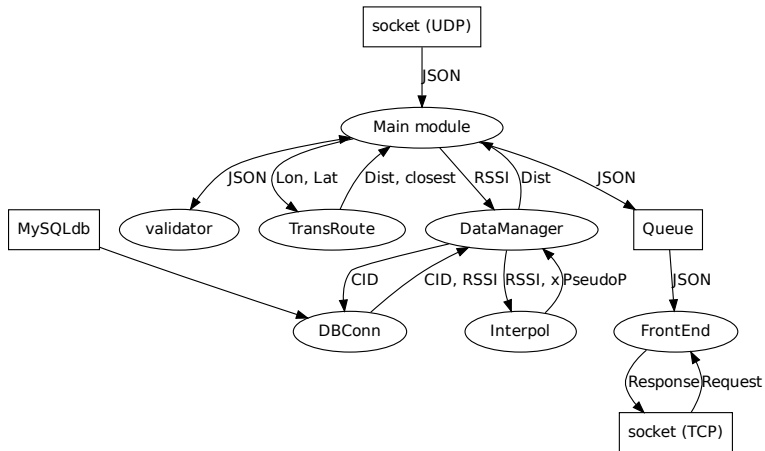 socket (UDP)
JSON
Main module
JSON
Lon, Lat
Dist, closest
RSSI
Dist
JSON
MySQLdb
validator
TransRoute
DataManager
Queue
CID
CID, RSSI
RSSI, x
PseudoP
JSON
DBConn
Interpol
FrontEnd
Response
Request
socket (TCP)